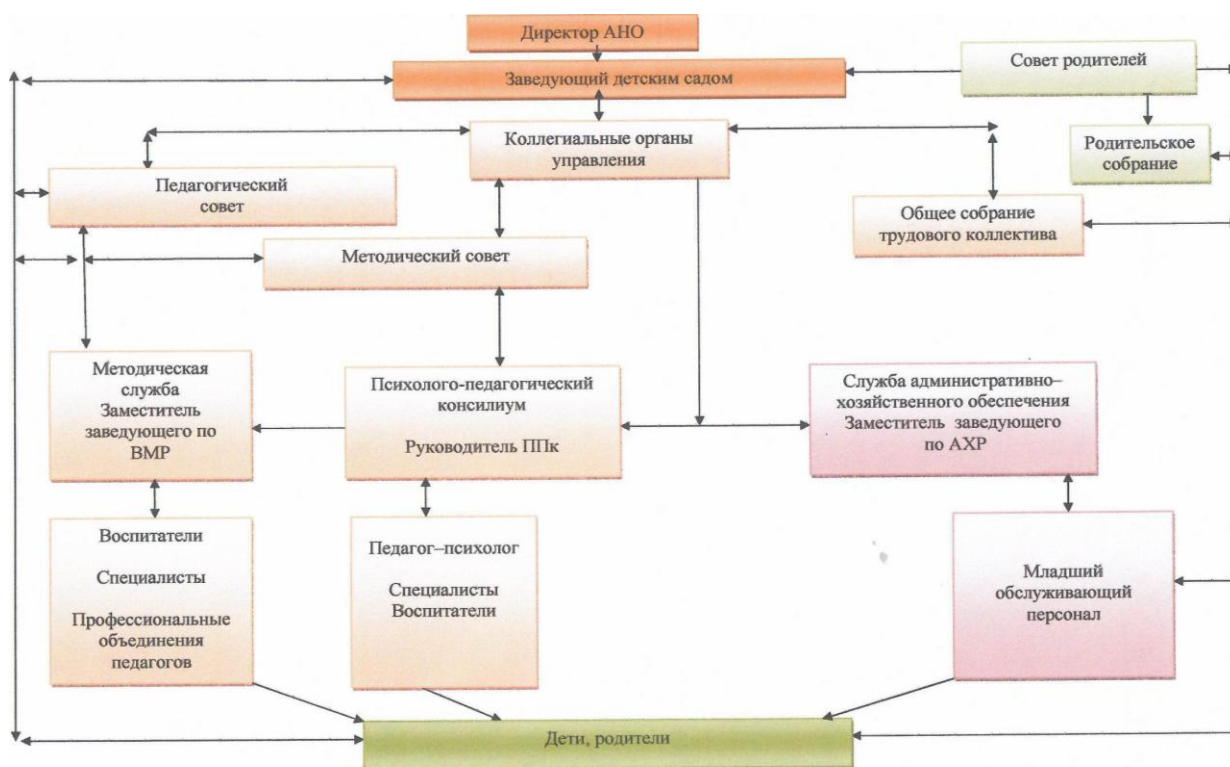 Директор АНО
Заведующий детским садом
Совет родителей
Коллегиальные органы
управления
Родительское
собрание
Педагогический
совет
Общее собрание
трудового коллектива
Методический совет
Методическая
служба
Заместитель
заведующего по
ВМР
Психолого-педагогический
консилиум
Руководитель ППк
Служба административно–
хозяйственного обеспечения
Заместитель заведующего
по АХР
Воспитатели
Специалисты
Профессиональные
объединения
педагогов
Педагог–психолог
Специалисты
Воспитатели
Младший
обслуживающий
персонал
Дети, родители